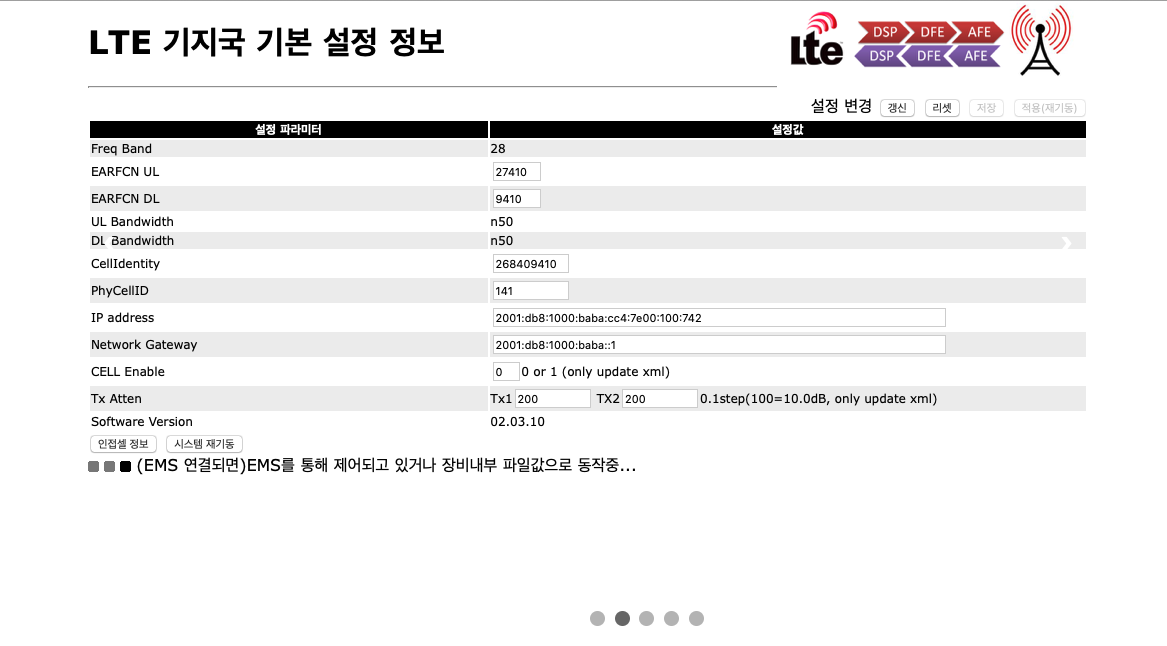 LTE 기지국 기본 설정 정보
Lte
DSP DFE AFE
DSP DFE AFE
설정 변경 갱신 리셋 저장 적용(재기동)
설정 파라미터 설정값
Freq Band 28
EARFCN UL 27410
EARFCN DL 9410
UL Bandwidth n50
DL Bandwidth n50
CellIdentity 268409410
PhyCellID 141
IP address 2001:db8:1000:baba:cc4:7e00:100:742
Network Gateway 2001:db8:1000:baba::1
CELL Enable 0 0 or 1 (only update xml)
Tx Atten Tx1 200 TX2 200 0.1step(100=10.0dB, only update xml)
Software Version 02.03.10
인접셀 정보 시스템 재기동
(EMS 연결되면)EMS를 통해 제어되고 있거나 장비내부 파일값으로 동작중...